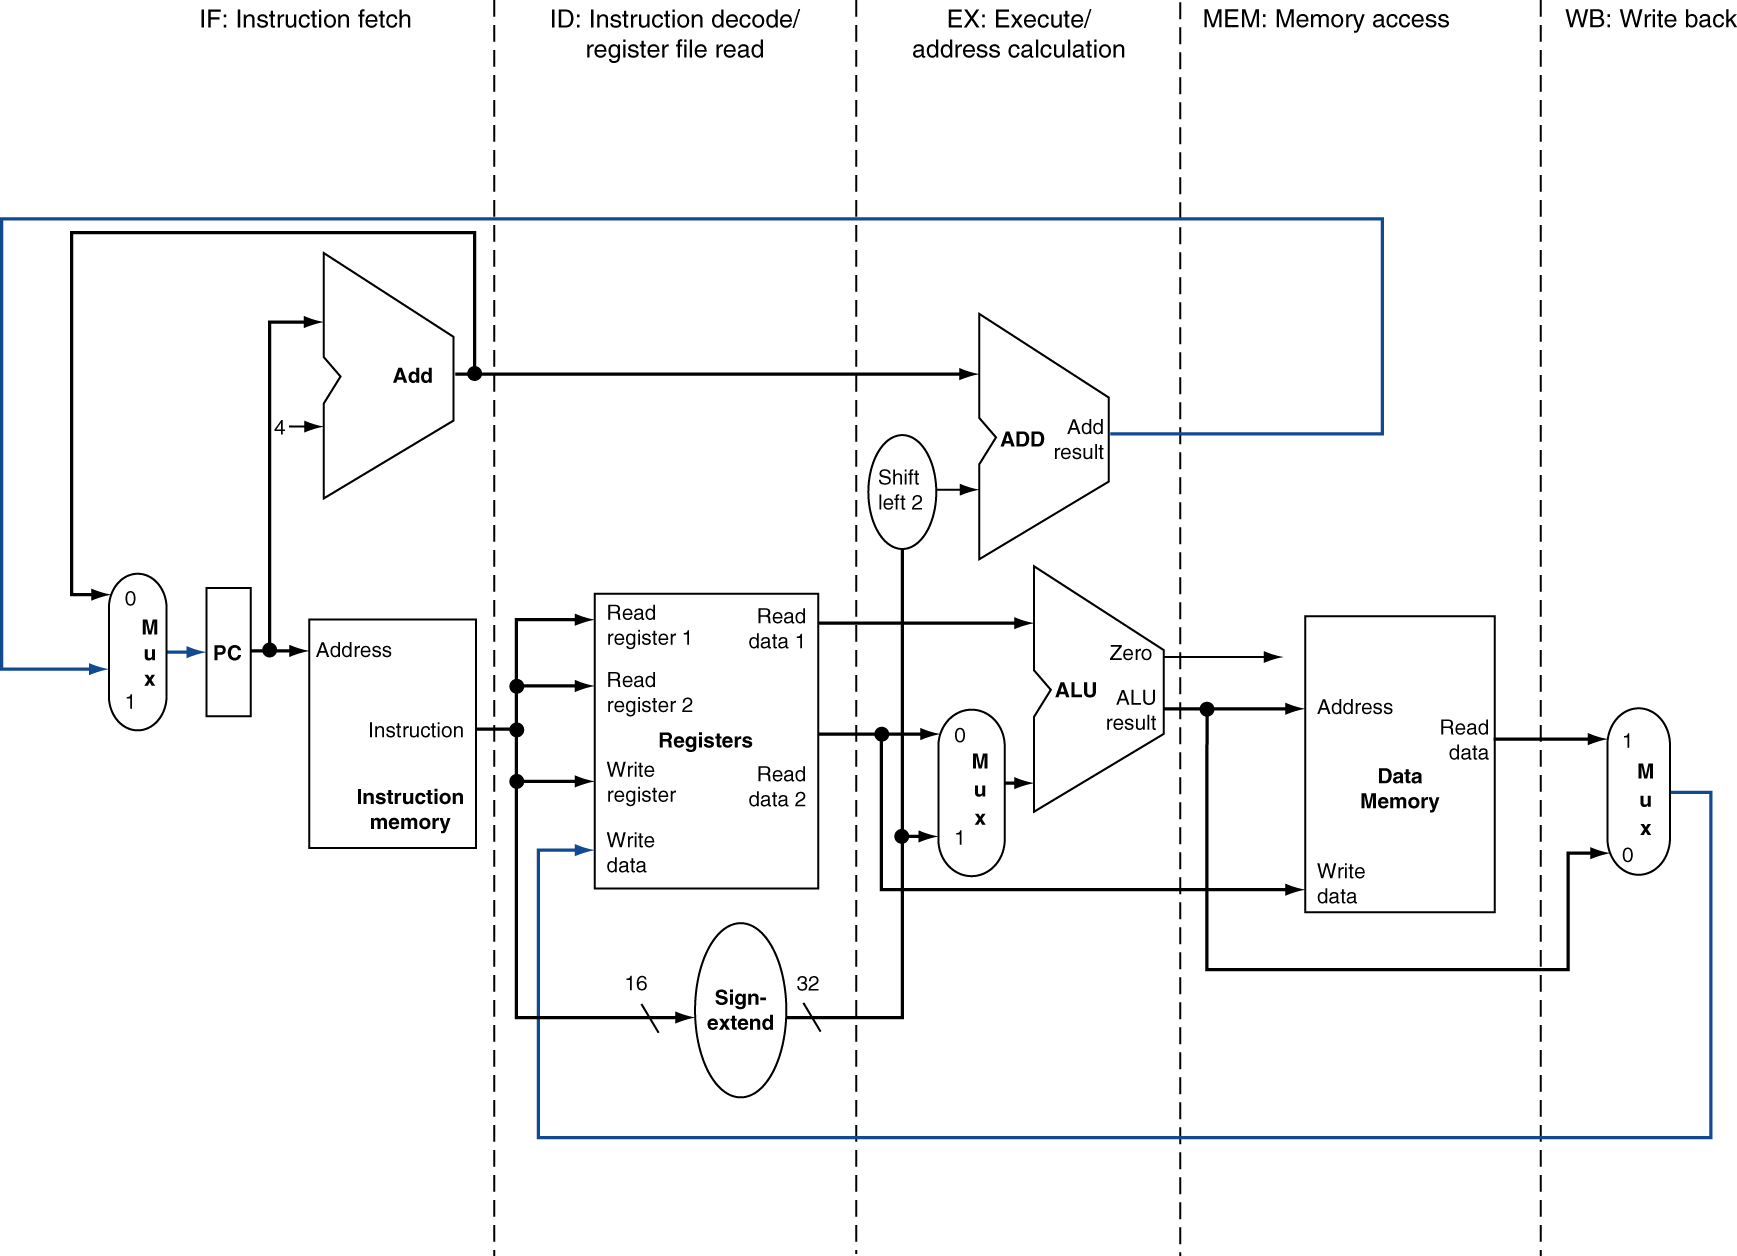 IF: Instruction fetch
ID: Instruction decode/
register file read
EX: Execute/
address calculation
MEM: Memory access
WB: Write back
Add
4
ADD
Add
result
Shift
left 2
0
M
u
x
1
PC
Address
Instruction
Instruction
memory
Read
register 1
Read
register 2
Registers
Write
register
Write
data
Read
data 1
Read
data 2
0
M
u
x
1
Zero
ALU
ALU
result
Address
Read
data
Data
Memory
Write
data
1
M
u
x
0
16
Sign-
extend
32